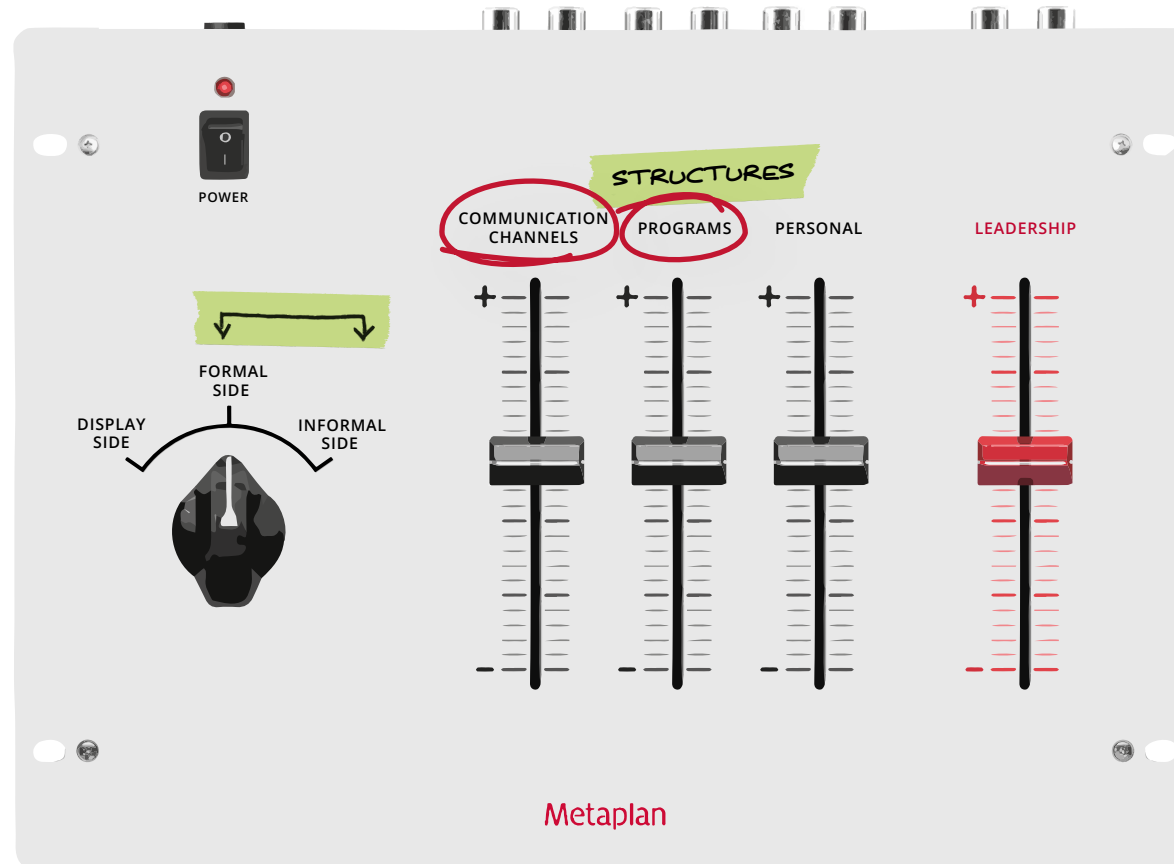 POWER
STRUCTURES
COMMUNICATION
CHANNELS
PROGRAMS
PERSONAL
LEADERSHIP
FORMAL
SIDE
DISPLAY
SIDE
INFORMAL
SIDE
+
+
+
+
-
-
-
-
Metaplan